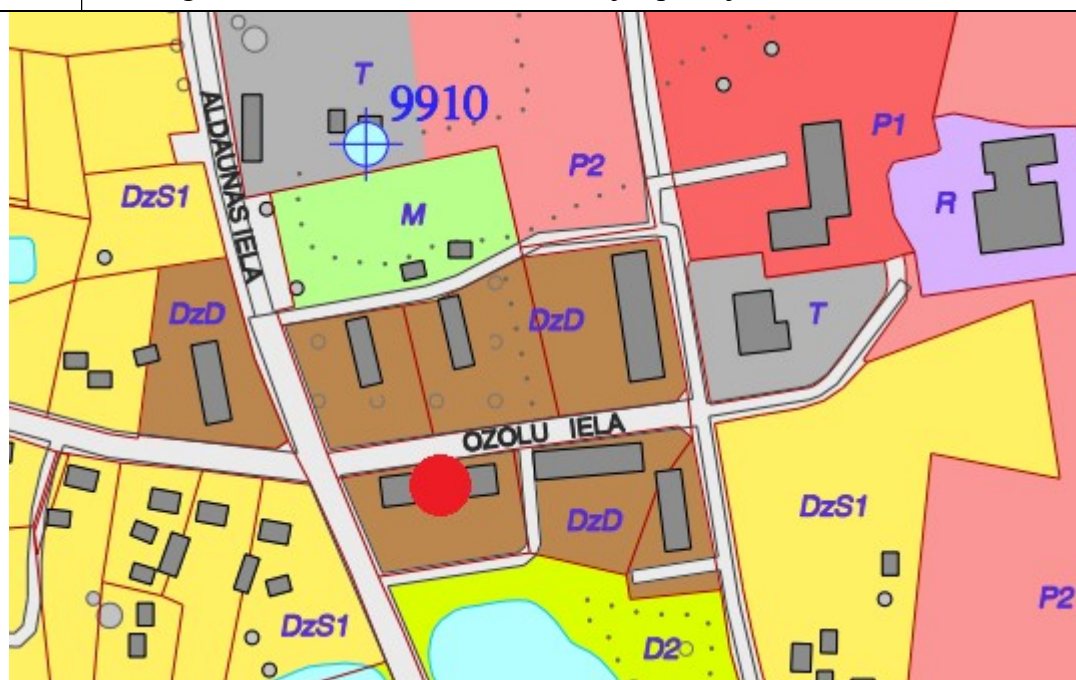 T
9910
P1
P2
ALDAUNAS IELA
DzS1
R
M
DzD
DzD
T
OZOLU IELA
DzS1
DzD
P2
DzS1
D2